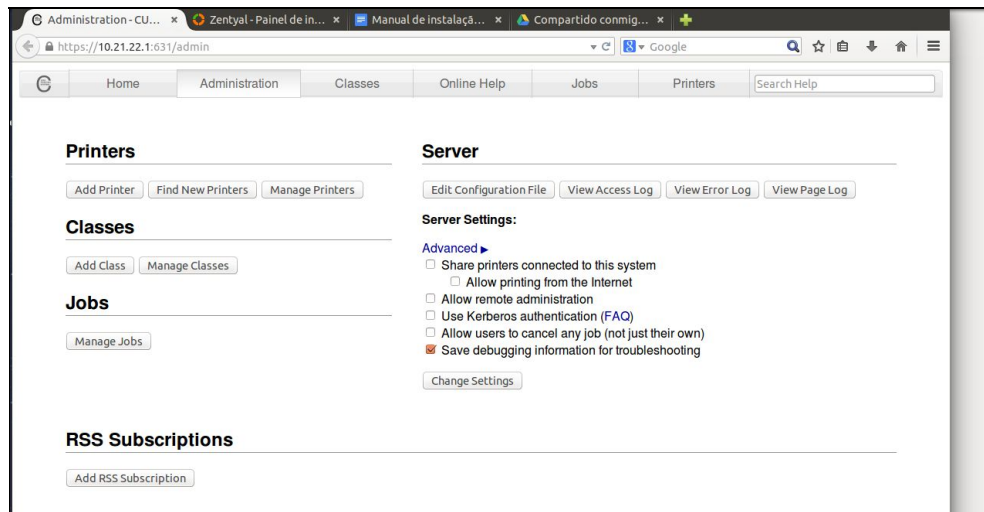 Administration - CU...
Zentyal - Painel de in...
Manual de instalaçã...
Compartido conmig...
https://10.21.22.1:631/admin
Google
Home Administration Classes Online Help Jobs Printers Search Help
Printers
Add Printer Find New Printers Manage Printers
Classes
Add Class Manage Classes
Jobs
Manage Jobs
Server
Edit Configuration File View Access Log View Error Log View Page Log
Server Settings:
Advanced ▶
Share printers connected to this system
Allow printing from the Internet
Allow remote administration
Use Kerberos authentication (FAQ)
Allow users to cancel any job (not just their own)
Save debugging information for troubleshooting
Change Settings
RSS Subscriptions
Add RSS Subscription